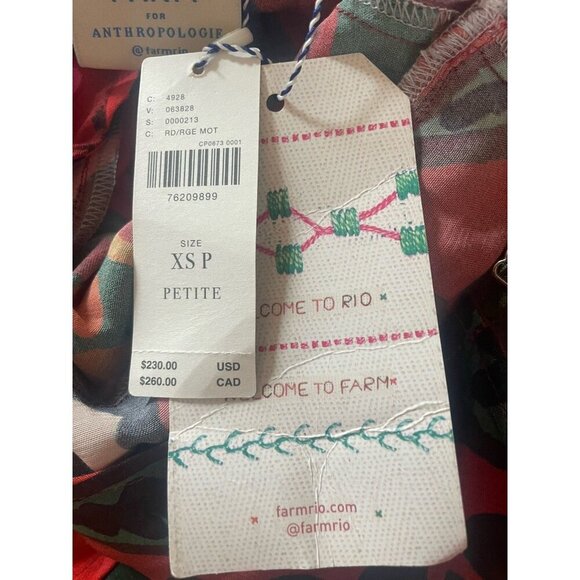 FOR
ANTHROPOLOGIE
@farmrio
C: 4928
V: 063828
S: 0000213
C: RD/RGE MOT
CP0673 0001
76209899
SIZE
XS P
PETITE
$230.00 USD
$260.00 CAD
COME TO RIO
COME TO FARM
farmrio.com
@farmrio